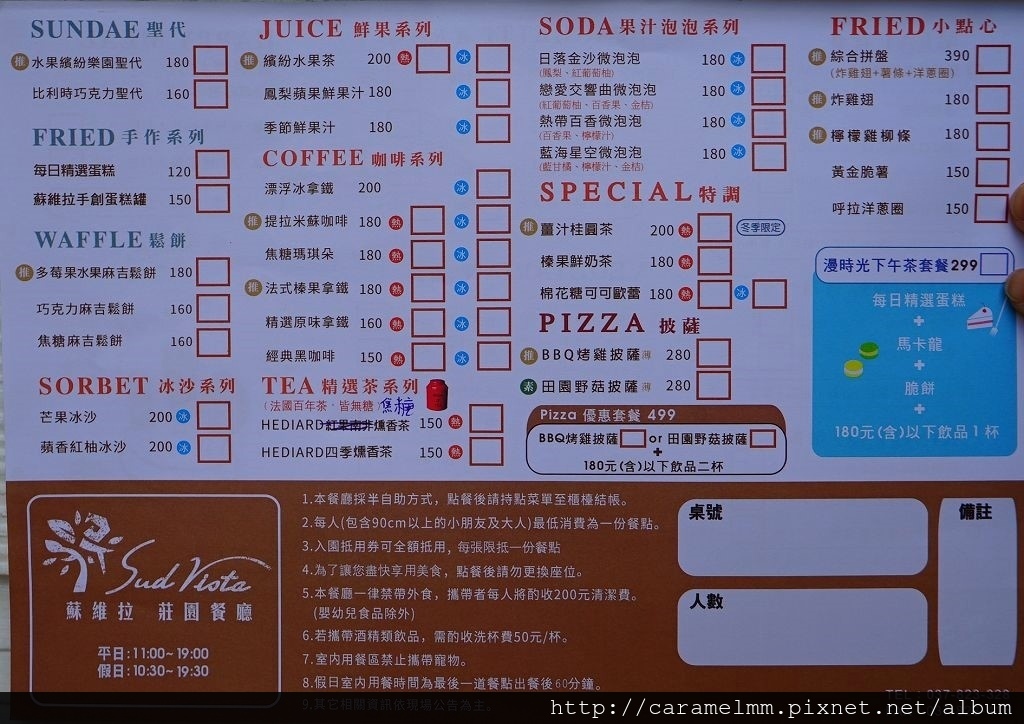 SUNDAE 聖代
推 水果繽紛樂園聖代 180
比利時巧克力聖代 160
FRIED 手作系列
每日精選蛋糕 120
蘇維拉手創蛋糕罐 150
WAFFLE 鬆餅
推 多莓果水果麻吉鬆餅 180
巧克力麻吉鬆餅 160
焦糖麻吉鬆餅 160
SORBET 冰沙系列
芒果冰沙 200 冰
蘋香紅柚冰沙 200 冰
JUICE 鮮果系列
推 繽紛水果茶 200 熱 冰
鳳梨蘋果鮮果汁 180 冰
季節鮮果汁 180 冰
COFFEE 咖啡系列
漂浮冰拿鐵 200 冰
推 提拉米蘇咖啡 180 熱 冰
焦糖瑪琪朵 180 熱 冰
推 法式榛果拿鐵 180 熱 冰
精選原味拿鐵 160 熱 冰
經典黑咖啡 150 熱 冰
TEA 精選茶系列
(法國百年茶‧皆無糖) 焦糖
HEDIARD紅果南非燻香茶 150 熱
HEDIARD四季燻香茶 150 熱
SODA 果汁泡泡系列
日落金沙微泡泡 180 冰
(鳳梨、紅葡萄柚)
戀愛交響曲微泡泡 180 冰
(紅葡萄柚、百香果、金桔)
熱帶百香微泡泡 180 冰
(百香果、檸檬汁)
藍海星空微泡泡 180 冰
(藍甘橘、檸檬汁、金桔)
SPECIAL 特調
推 薑汁桂圓茶 200 熱 冬季限定
榛果鮮奶茶 180 熱
棉花糖可可歐蕾 180 熱 冰
PIZZA 披薩
推 BBQ烤雞披薩 薄 280
素 田園野菇披薩 薄 280
Pizza 優惠套餐 499
BBQ烤雞披薩 or 田園野菇披薩
+
180元(含)以下飲品二杯
FRIED 小點心
推 綜合拼盤 390
(炸雞翅+薯條+洋蔥圈)
推 炸雞翅 180
推 檸檬雞柳條 180
黃金脆薯 150
呼拉洋蔥圈 150
漫時光下午茶套餐299
每日精選蛋糕
+
馬卡龍
+
脆餅
+
180元(含)以下飲品1杯
Sud Vista
蘇維拉 莊園餐廳
平日:11:00~19:00
假日:10:30~19:30
1.本餐廳採半自助方式，點餐後請持點菜單至櫃檯結帳。
2.每人(包含90cm以上的小朋友及大人)最低消費為一份餐點。
3.入園抵用券可全額抵用，每張限抵一份餐點
4.為了讓您盡快享用美食，點餐後請勿更換座位。
5.本餐廳一律禁帶外食，攜帶者每人將酌收200元清潔費。
(嬰幼兒食品除外)
6.若攜帶酒精類飲品，需酌收洗杯費50元/杯。
7.室內用餐區禁止攜帶寵物。
8.假日室內用餐時間為最後一道餐點出餐後60分鐘。
9.其它相關資訊依現場公告為主。
桌號
人數
備註
http://caramelmm.pixnet.net/album